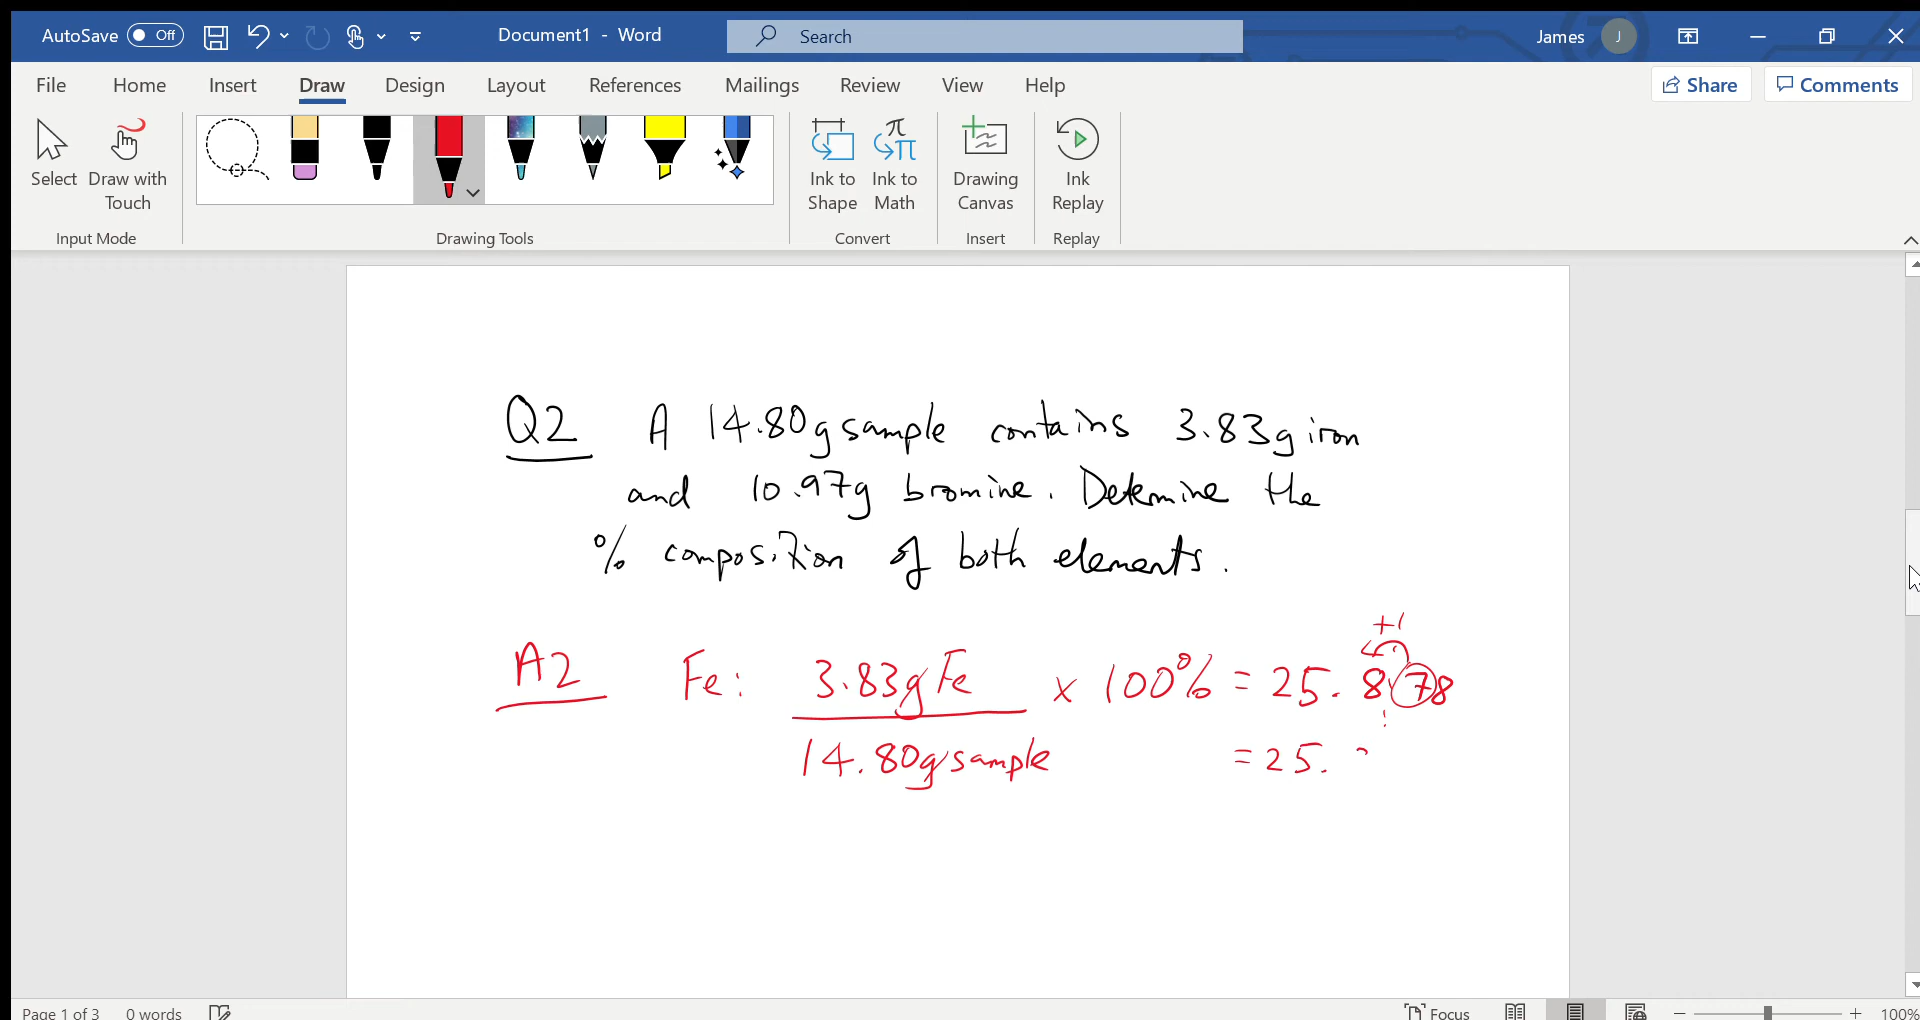 AutoSave Off Document1 - Word Search James J
File Home Insert Draw Design Layout References Mailings Review View Help Share Comments
Select Draw with Touch Ink to Shape Ink to Math Drawing Canvas Ink Replay
Input Mode Drawing Tools Convert Insert Replay
Q2 A 14.80g sample contains 3.83g iron
and 10.97g bromine. Determine the
% composition of both elements.
+1
A2 Fe: 3.83g Fe x 100% = 25.878
14.80g sample = 25.
Page 1 of 3 0 words Focus 100%